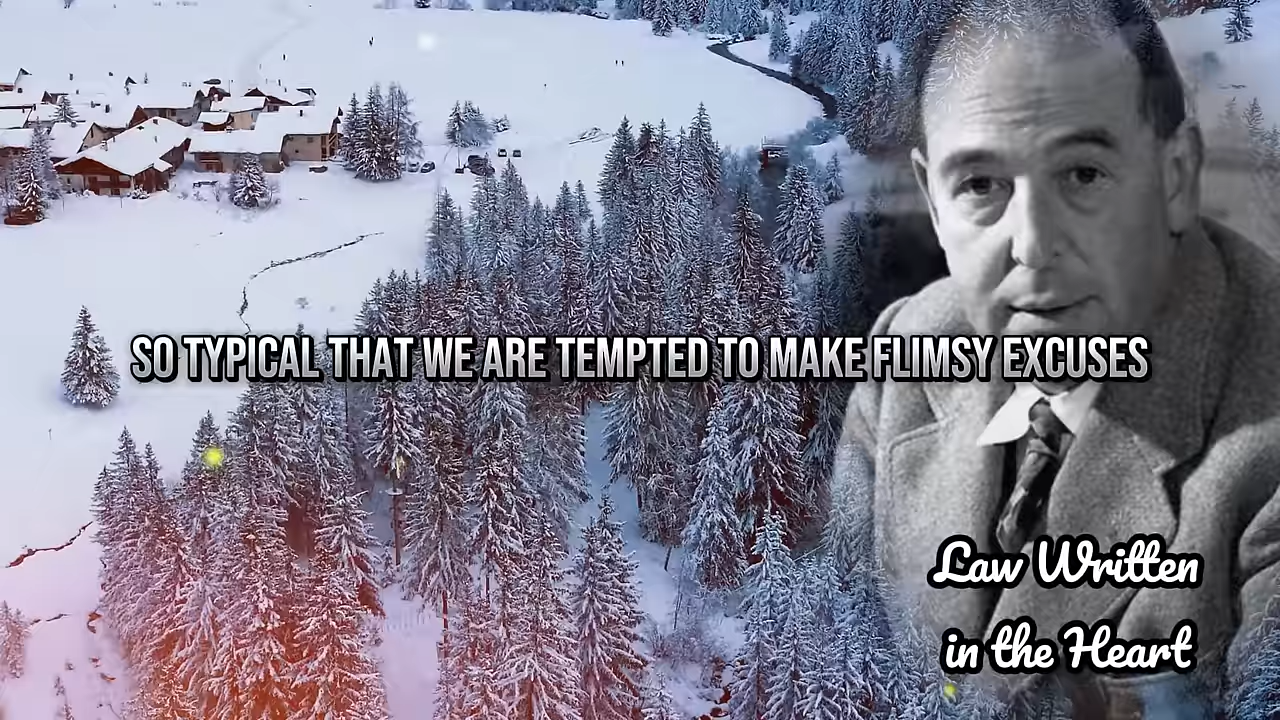 SO TYPICAL THAT WE ARE TEMPTED TO MAKE FLIMSY EXCUSES
Law Written
in the Heart